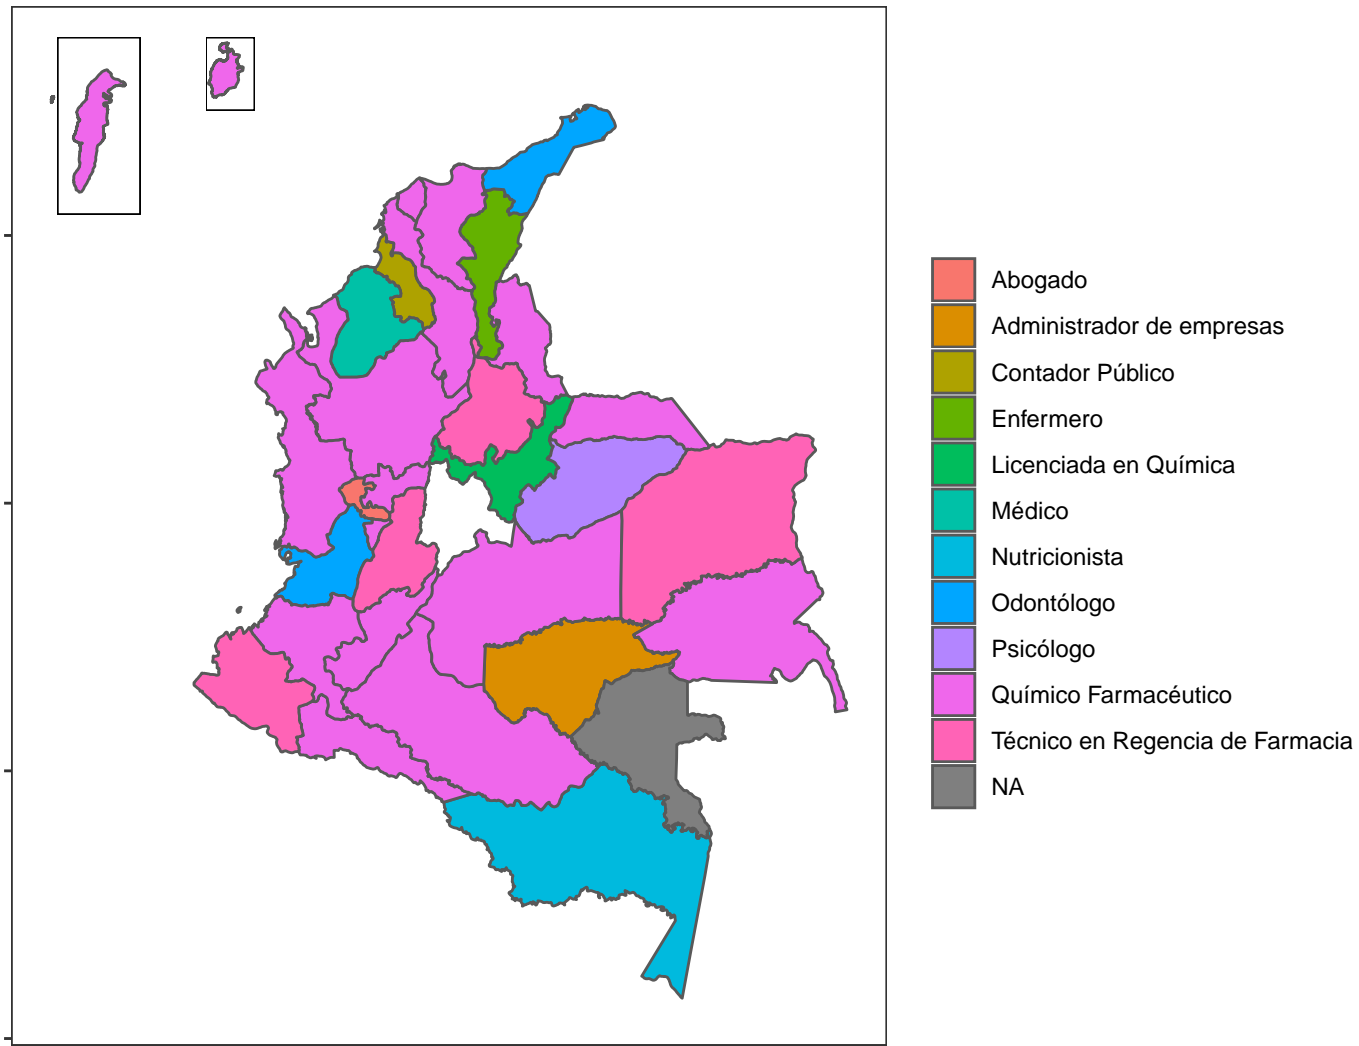 Abogado
Administrador de empresas
Contador Público
Enfermero
Licenciada en Química
Médico
Nutricionista
Odontólogo
Psicólogo
Químico Farmacéutico
Técnico en Regencia de Farmacia
NA